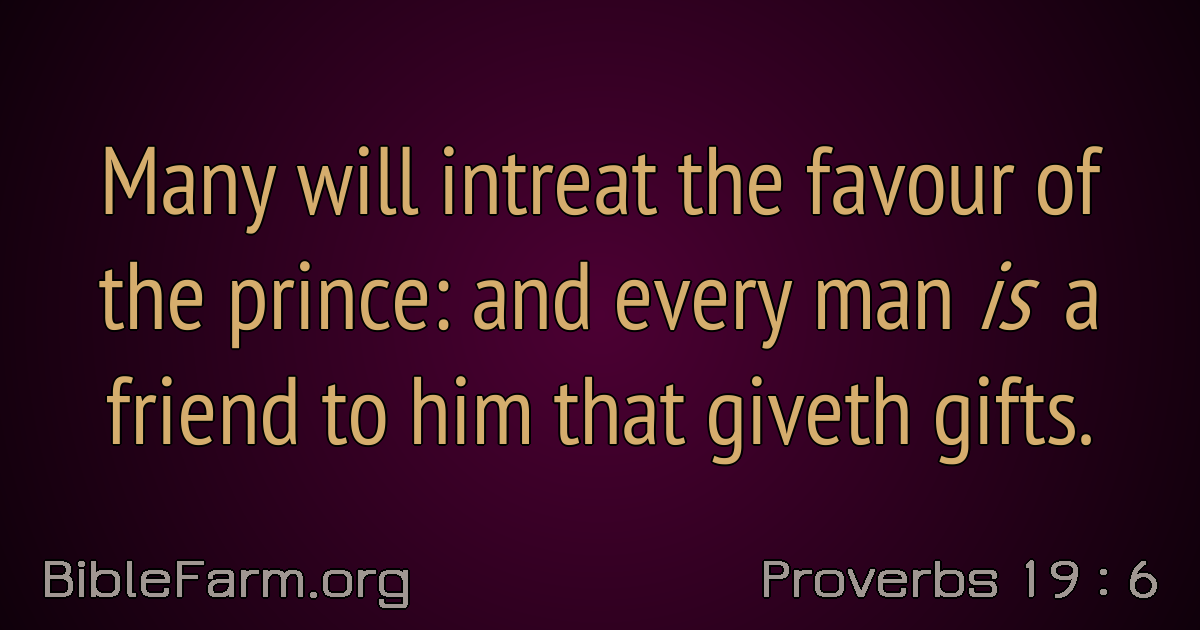 Many will intreat the favour of
the prince: and every man is a
friend to him that giveth gifts.
BibleFarm.org
Proverbs 19 : 6